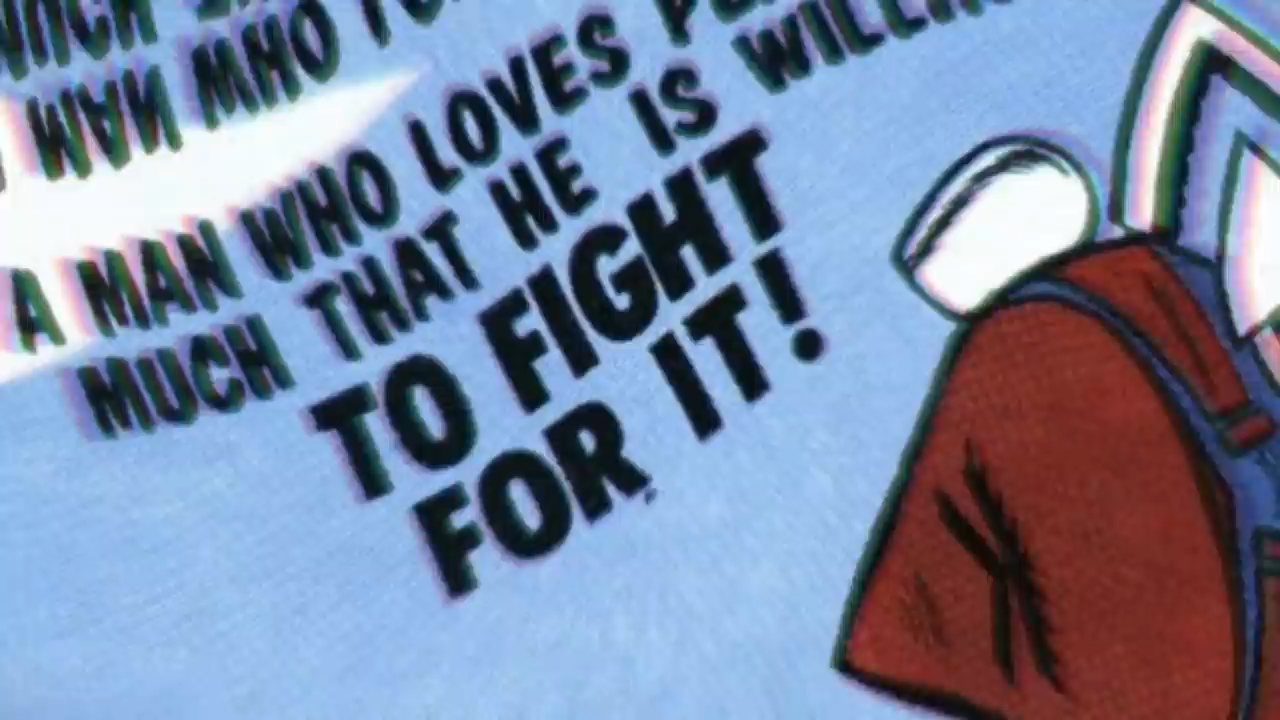 MAN WHO
A MAN WHO LOVES
MUCH THAT HE IS
TO FIGHT
FOR IT!